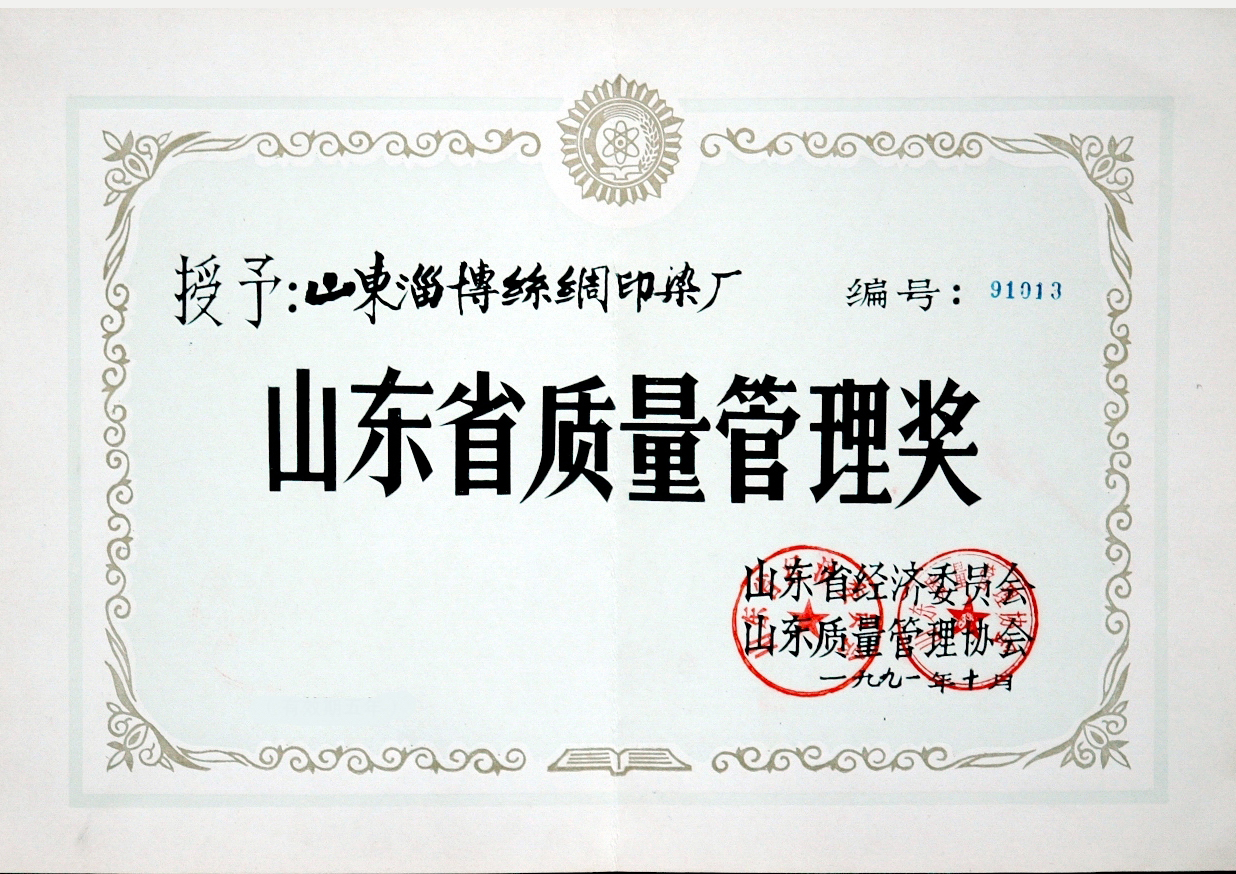 授予:山東淄博絲綢印染厂
编号: 91013
山东省质量管理奖
山东省经济委员会
山东质量管理协会
一九九一年十月